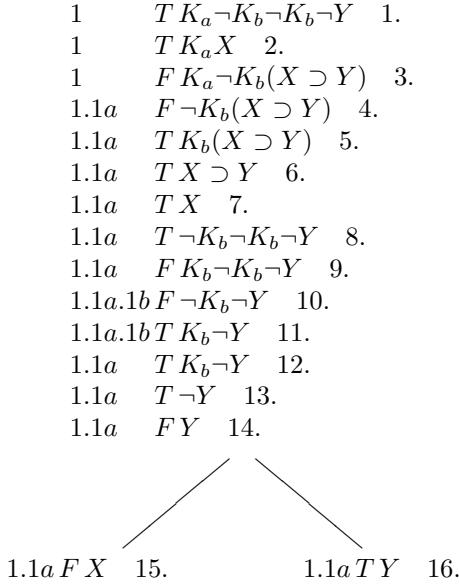 1 T K_a¬K_b¬K_b¬Y 1.
1 T K_aX 2.
1 F K_a¬K_b(X ⊃ Y) 3.
1.1a F ¬K_b(X ⊃ Y) 4.
1.1a T K_b(X ⊃ Y) 5.
1.1a T X ⊃ Y 6.
1.1a T X 7.
1.1a T ¬K_b¬K_b¬Y 8.
1.1a F K_b¬K_b¬Y 9.
1.1a.1b F ¬K_b¬Y 10.
1.1a.1b T K_b¬Y 11.
1.1a T K_b¬Y 12.
1.1a T ¬Y 13.
1.1a F Y 14.
1.1a F X 15. 1.1a T Y 16.